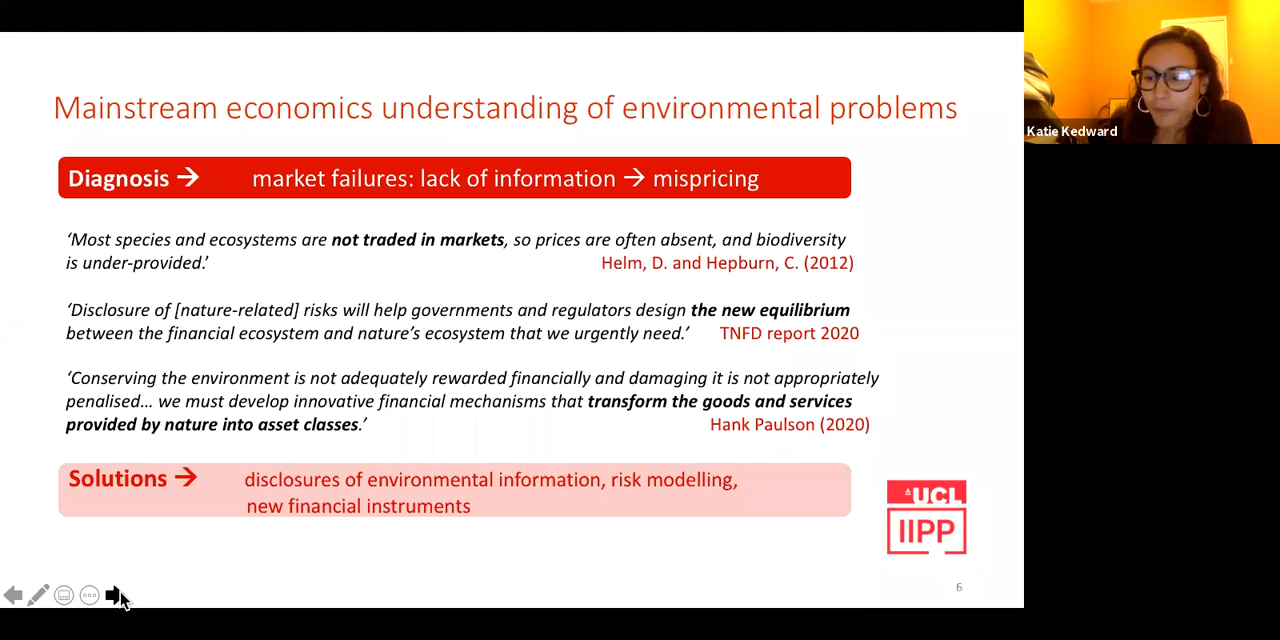 Mainstream economics understanding of environmental problems
Katie Kedward
Diagnosis → market failures: lack of information → mispricing
‘Most species and ecosystems are not traded in markets, so prices are often absent, and biodiversity
is under-provided.’ Helm, D. and Hepburn, C. (2012)
‘Disclosure of [nature-related] risks will help governments and regulators design the new equilibrium
between the financial ecosystem and nature’s ecosystem that we urgently need.’ TNFD report 2020
‘Conserving the environment is not adequately rewarded financially and damaging it is not appropriately
penalised… we must develop innovative financial mechanisms that transform the goods and services
provided by nature into asset classes.’ Hank Paulson (2020)
Solutions → disclosures of environmental information, risk modelling,
new financial instruments
UCL
IIPP
6